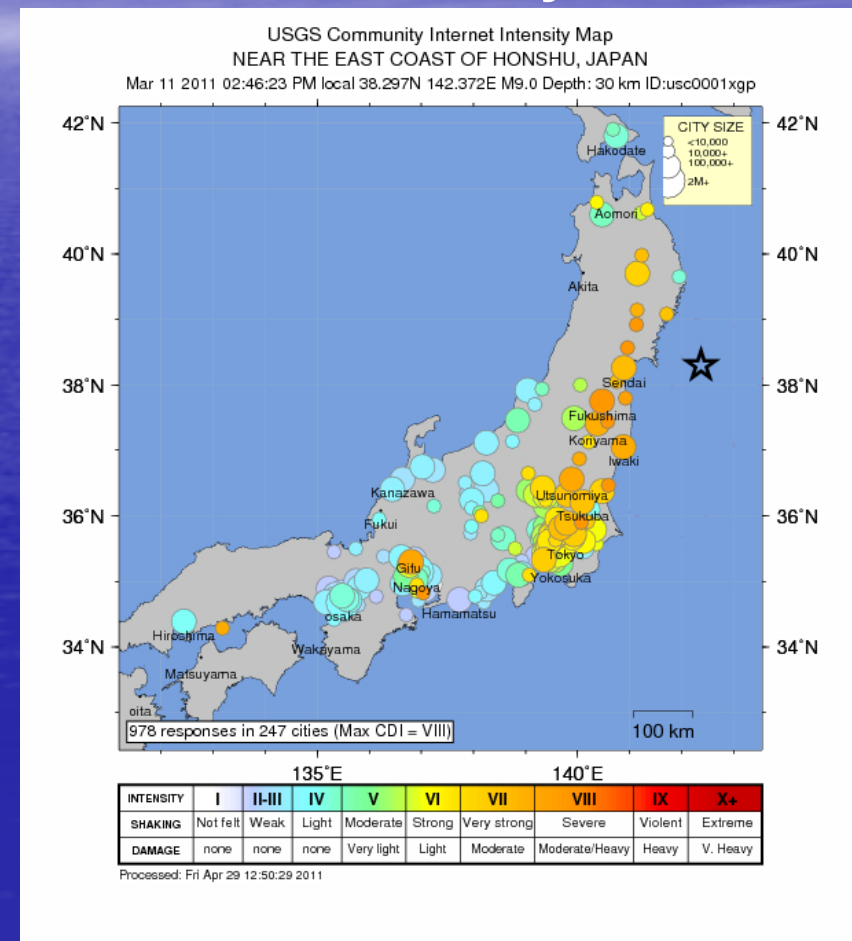 USGS Community Internet Intensity Map
NEAR THE EAST COAST OF HONSHU, JAPAN
Mar 11 2011 02:46:23 PM local 38.297N 142.372E M9.0 Depth: 30 km ID:usc0001xgp
42°N
42°N
CITY SIZE
<10,000
10,000+
100,000+
2M+
Hakodate
Aomori
40°N
40°N
Akita
38°N
38°N
Sendai
Fukushima
Koriyama
Iwaki
Kanazawa
Utsunomiya
36°N
36°N
Fukui
Tsukuba
Tokyo
Gifu
Yokosuka
Nagoya
Hamamatsu
osaka
Hiroshima
34°N
34°N
Wakayama
Matsuyama
oita
978 responses in 247 cities (Max CDI = VIII)
100 km
135°E
140°E
INTENSITY I II-III IV V VI VII VIII IX X+
SHAKING Not felt Weak Light Moderate Strong Very strong Severe Violent Extreme
DAMAGE none none none Very light Light Moderate Moderate/Heavy Heavy V. Heavy
Processed: Fri Apr 29 12:50:29 2011